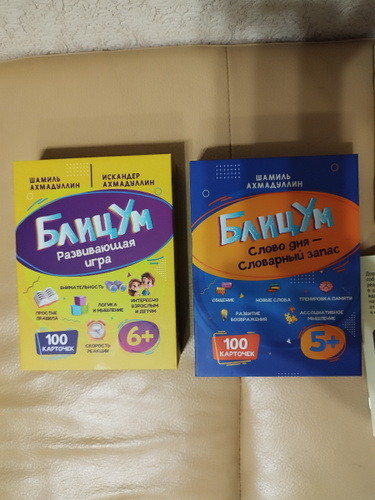 ШАМИЛЬ
АХМАДУЛЛИН
ИСКАНДЕР
АХМАДУЛЛИН
БлицУм
Развивающая
игра
ВНИМАТЕЛЬНОСТЬ
ПРОСТЫЕ
ПРАВИЛА
ЛОГИКА
И МЫШЛЕНИЕ
ИНТЕРЕСНО
ВЗРОСЛЫМ
И ДЕТЯМ
100
КАРТОЧЕК
СКОРОСТЬ
РЕАКЦИИ
6+
ШАМИЛЬ
АХМАДУЛЛИН
БлицУм
Слово дня —
Словарный запас
ОБЩЕНИЕ
НОВЫЕ СЛОВА
ТРЕНИРОВКА ПАМЯТИ
РАЗВИТИЕ
ВООБРАЖЕНИЯ
АССОЦИАТИВНОЕ
МЫШЛЕНИЕ
100
КАРТОЧЕК
5+